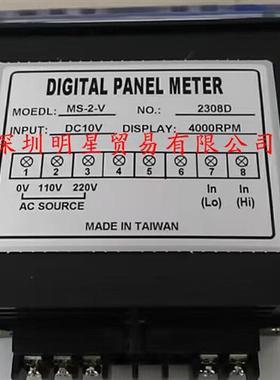 DIGITAL PANEL METER
MOEDL: MS-2-V NO.: 2308D
INPUT: DC10V DISPLAY: 4000RPM
深圳明星贸易有限公司
1 2 3 4 5 6 7 8
0V 110V 220V In In
AC SOURCE (Lo) (Hi)
MADE IN TAIWAN